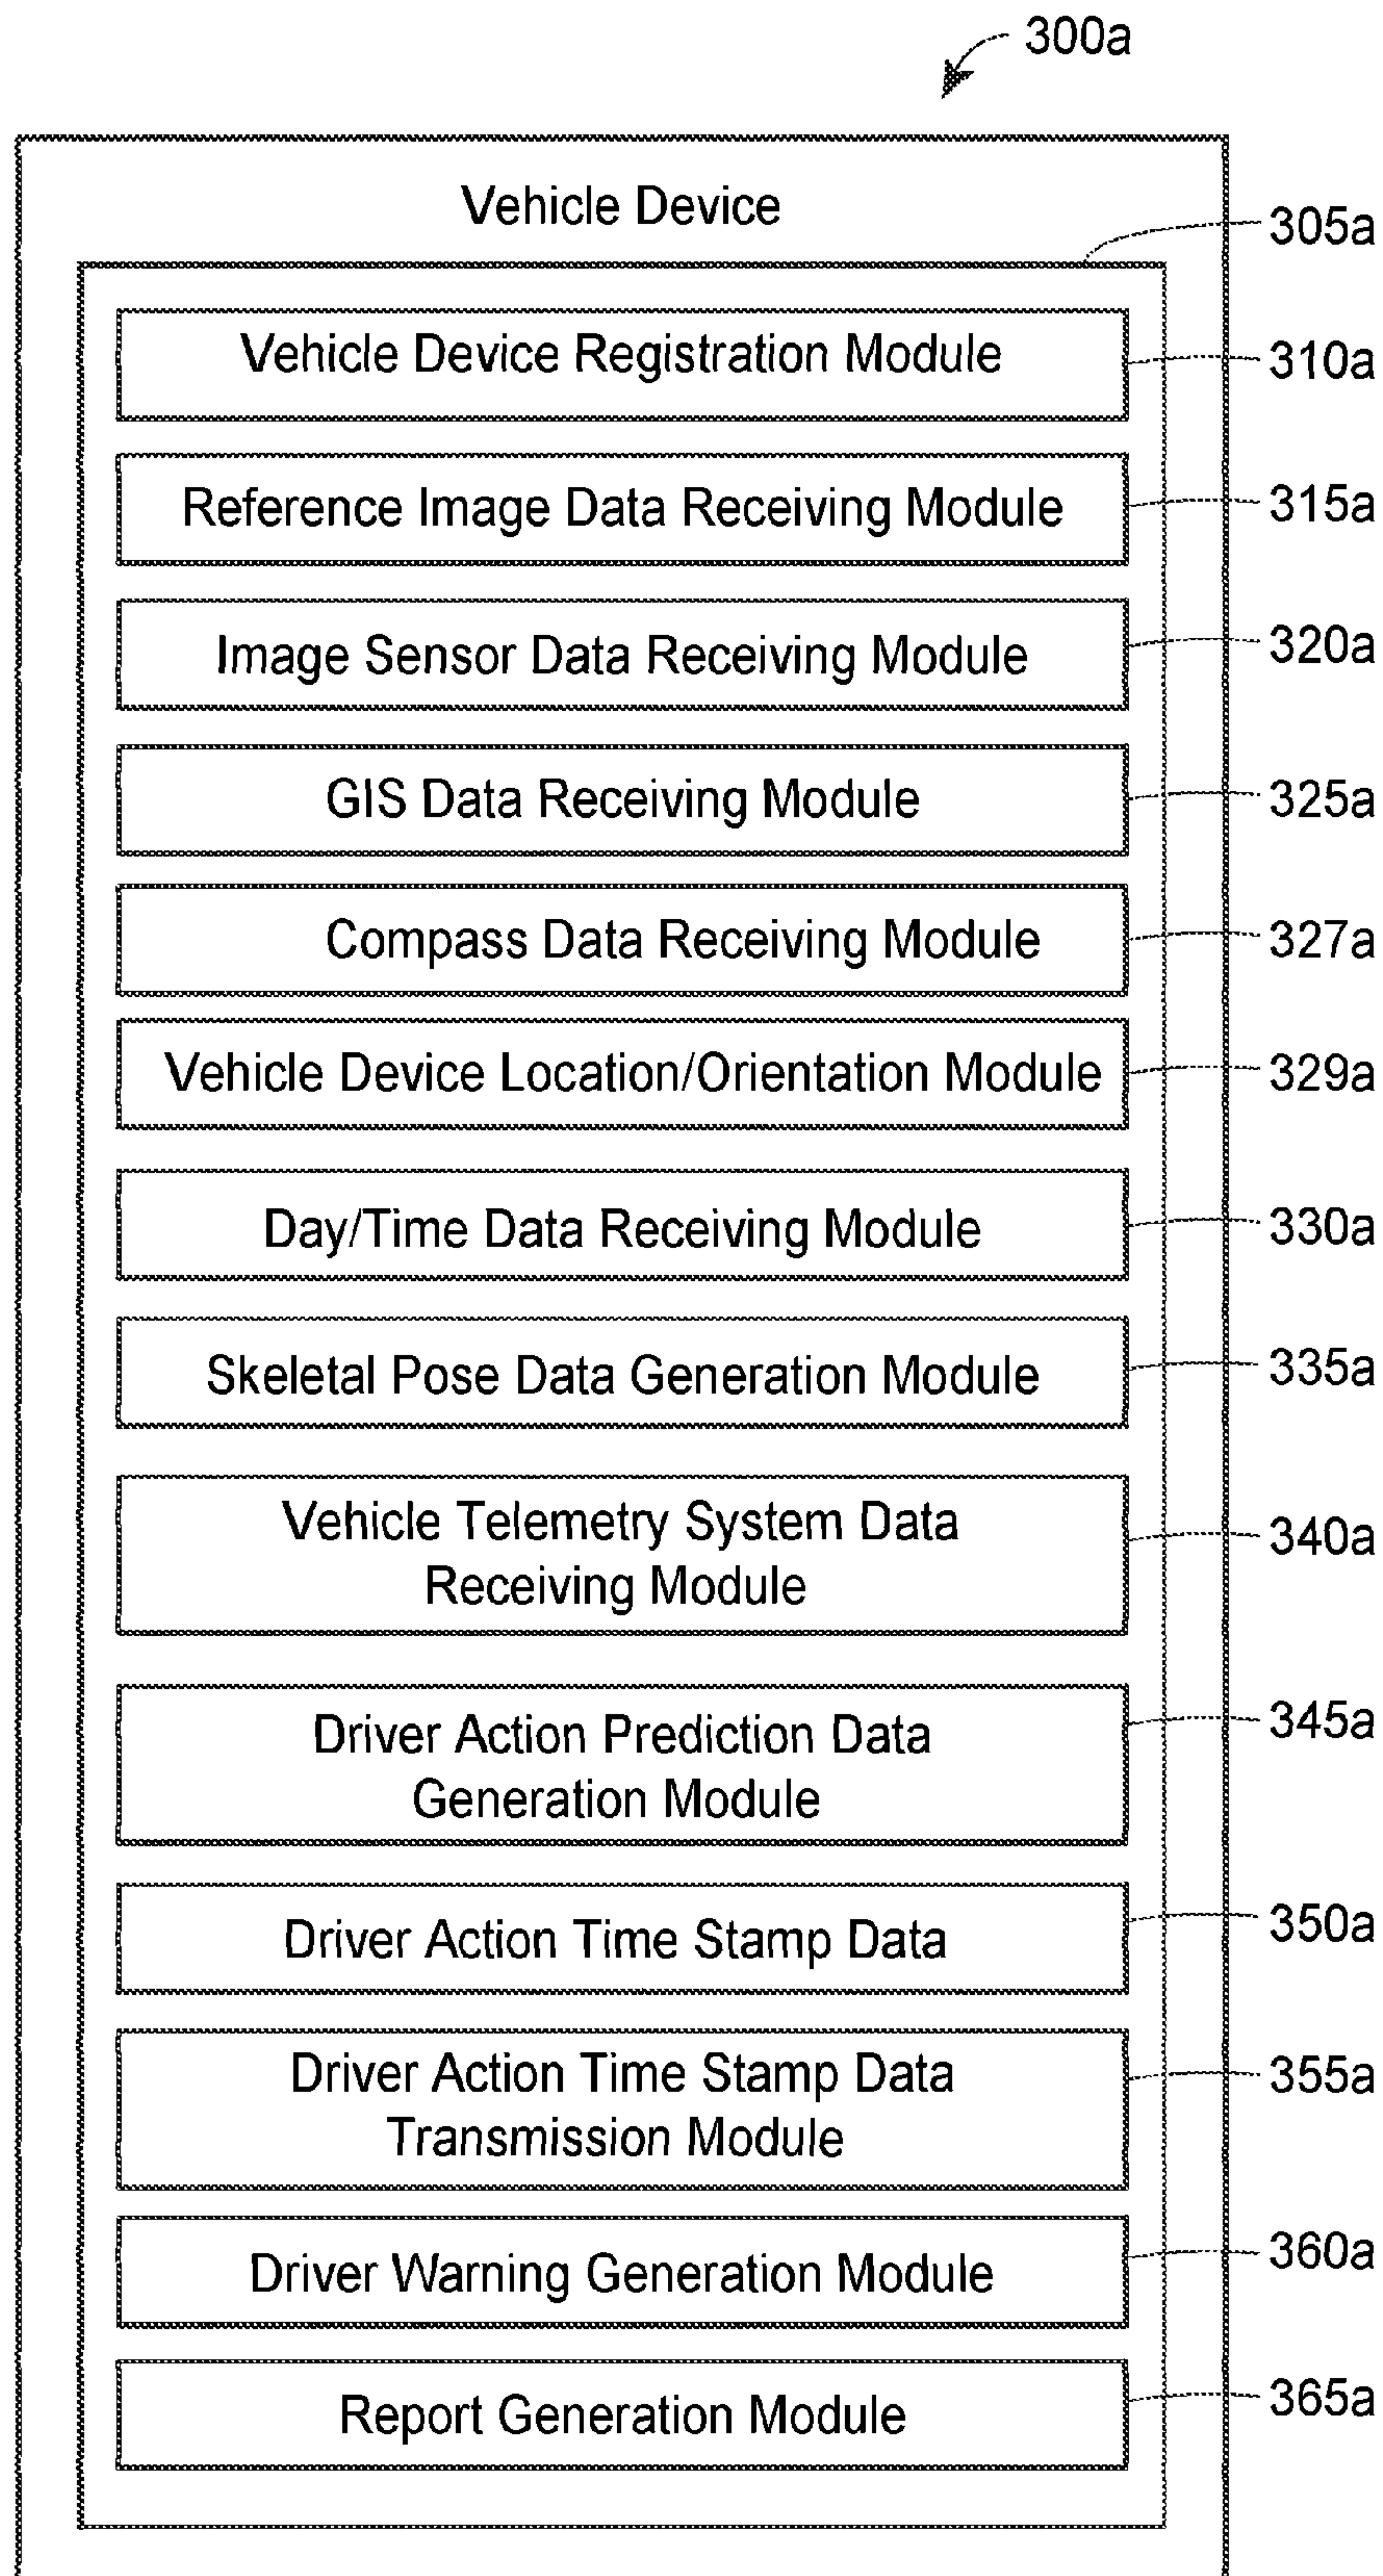 300a
Vehicle Device
305a
Vehicle Device Registration Module
310a
Reference Image Data Receiving Module
315a
Image Sensor Data Receiving Module
320a
GIS Data Receiving Module
325a
Compass Data Receiving Module
327a
Vehicle Device Location/Orientation Module
329a
Day/Time Data Receiving Module
330a
Skeletal Pose Data Generation Module
335a
Vehicle Telemetry System Data
Receiving Module
340a
Driver Action Prediction Data
Generation Module
345a
Driver Action Time Stamp Data
350a
Driver Action Time Stamp Data
Transmission Module
355a
Driver Warning Generation Module
360a
Report Generation Module
365a